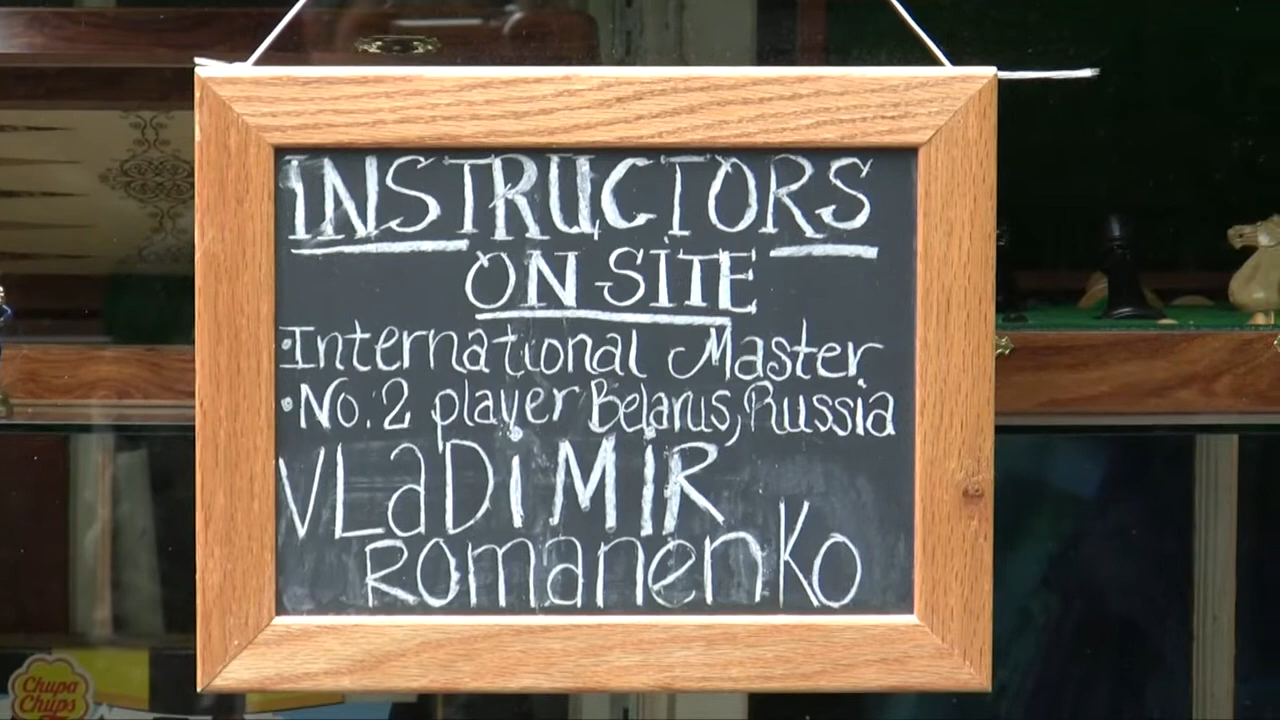 INSTRUCTORS
ON-SITE
•International Master
•No. 2 player Belarus, Russia
VLaDiMiR
Romanenko
Chupa
Chups